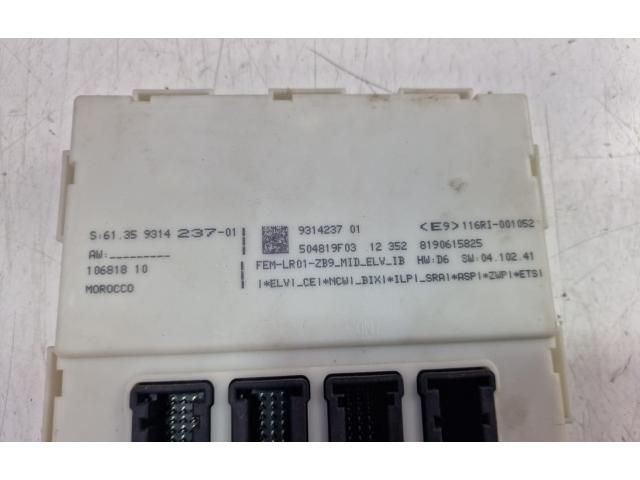 S:61.35 9314 237-01
AW:_________
106818 10
MOROCCO
9314237 01
504819F03 12 352 8190615825
<E9>116RI-001052
FEM-LR01-ZB9_MID_ELV_IB HW:D6 SW:04.102.41
|*ELV|_CE|*NCW|_BIX|*ILP|_SRA|*ASP|*ZWP|*ETS|